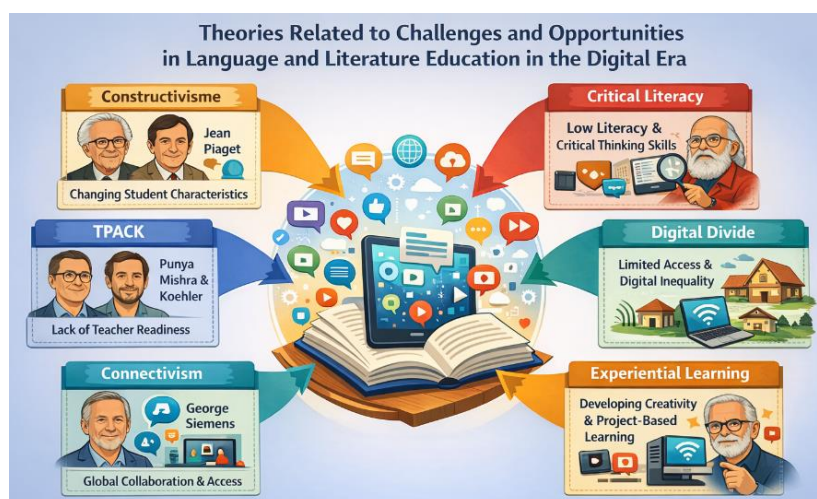 Theories Related to Challenges and Opportunities
in Language and Literature Education in the Digital Era
Constructivisme
Jean
Piaget
Changing Student Characteristics
TPACK
Punya
Mishra &
Koehler
Lack of Teacher Readiness
Connectivism
George
Siemens
Global Collaboration & Access
Critical Literacy
Low Literacy &
Critical Thinking Skills
Digital Divide
Limited Access &
Digital Inequality
Experiential Learning
Developing Creativity
& Project-Based
Learning